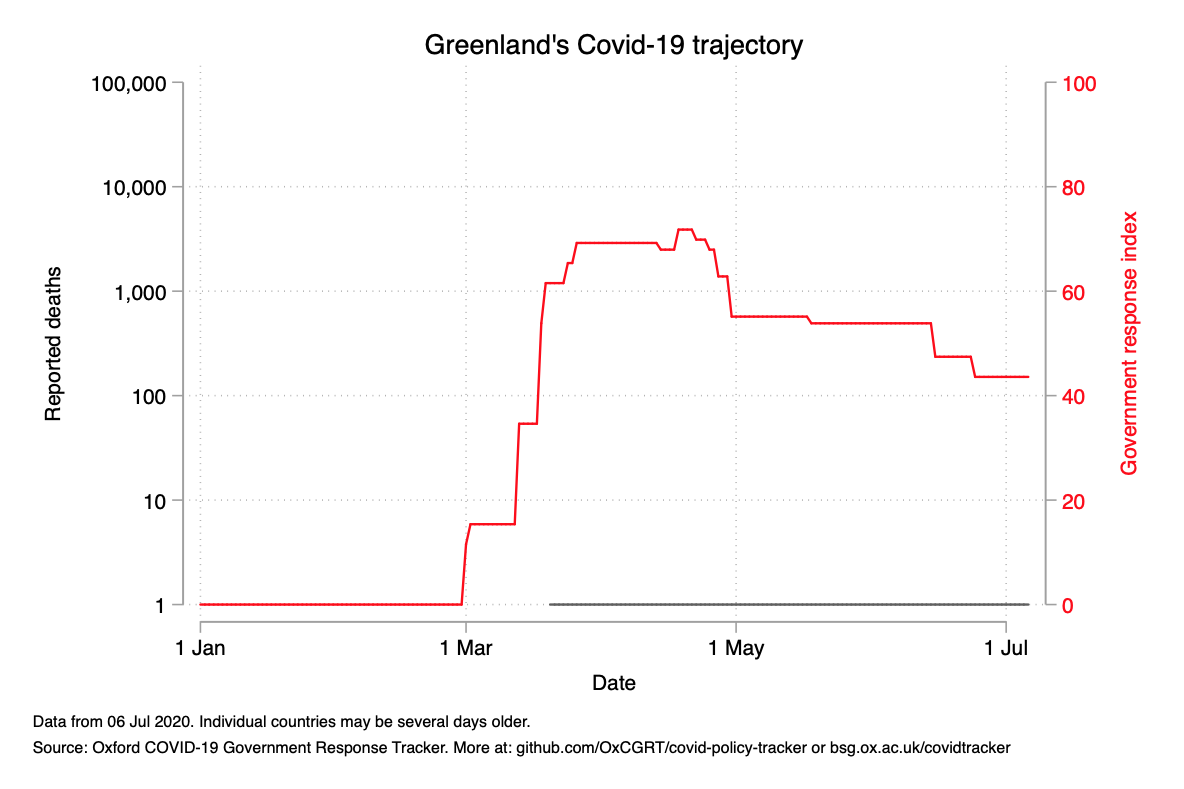 Greenland's Covid-19 trajectory
100,000
10,000
1,000
100
10
1
Reported deaths
100
80
60
40
20
0
Government response index
1 Jan
1 Mar
1 May
1 Jul
Date
Data from 06 Jul 2020. Individual countries may be several days older.
Source: Oxford COVID-19 Government Response Tracker. More at: github.com/OxCGRT/covid-policy-tracker or bsg.ox.ac.uk/covidtracker